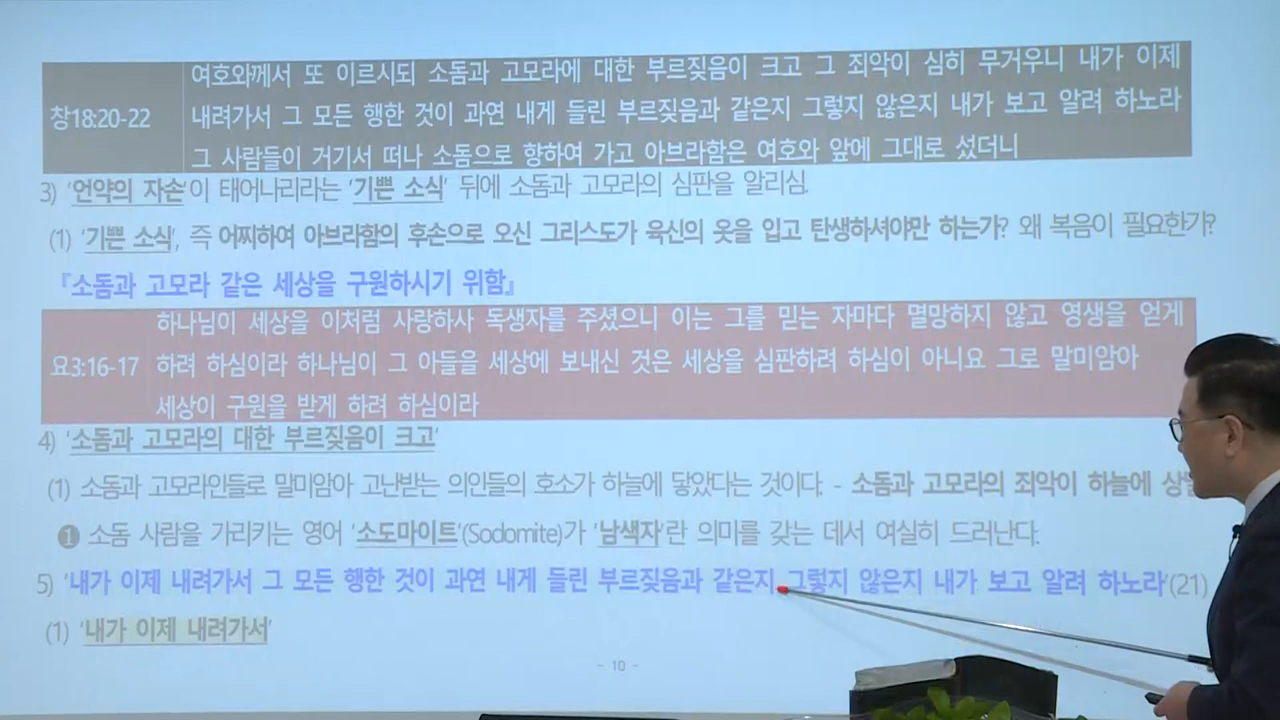 여호와께서 또 이르시되 소돔과 고모라에 대한 부르짖음이 크고 그 죄악이 심히 무거우니 내가 이제
창18:20-22 내려가서 그 모든 행한 것이 과연 내게 들린 부르짖음과 같은지 그렇지 않은지 내가 보고 알려 하노라
그 사람들이 거기서 떠나 소돔으로 향하여 가고 아브라함은 여호와 앞에 그대로 섰더니
3) '언약의 자손'이 태어나리라는 '기쁜 소식' 뒤에 소돔과 고모라의 심판을 알리심.
(1) '기쁜 소식', 즉 어찌하여 아브라함의 후손으로 오신 그리스도가 육신의 옷을 입고 탄생하셔야만 하는가? 왜 복음이 필요한가?
『소돔과 고모라 같은 세상을 구원하시기 위함』
하나님이 세상을 이처럼 사랑하사 독생자를 주셨으니 이는 그를 믿는 자마다 멸망하지 않고 영생을 얻게
요3:16-17 하려 하심이라 하나님이 그 아들을 세상에 보내신 것은 세상을 심판하려 하심이 아니요 그로 말미암아
세상이 구원을 받게 하려 하심이라
4) '소돔과 고모라의 대한 부르짖음이 크고'
(1) 소돔과 고모라인들로 말미암아 고난받는 의인들의 호소가 하늘에 닿았다는 것이다. - 소돔과 고모라의 죄악이 하늘에
❶ 소돔 사람을 가리키는 영어 '소도마이트'(Sodomite)가 '남색자'란 의미를 갖는 데서 여실히 드러난다.
5) '내가 이제 내려가서 그 모든 행한 것이 과연 내게 들린 부르짖음과 같은지 그렇지 않은지 내가 보고 알려 하노라'(21)
(1) '내가 이제 내려가서'
- 10 -